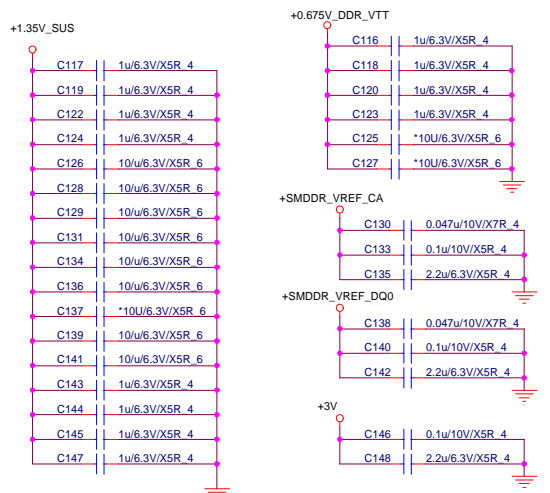 +1.35V_SUS
C117 1u/6.3V/X5R_4
C119 1u/6.3V/X5R_4
C122 1u/6.3V/X5R_4
C124 1u/6.3V/X5R_4
C126 10/u6.3V/X5R_6
C128 10/u6.3V/X5R_6
C129 10/u6.3V/X5R_6
C131 10/u6.3V/X5R_6
C134 10/u6.3V/X5R_6
C136 10/u6.3V/X5R_6
C137 *10U/6.3V/X5R_6
C139 10/u6.3V/X5R_6
C141 10/u6.3V/X5R_6
C143 1u/6.3V/X5R_4
C144 1u/6.3V/X5R_4
C145 1u/6.3V/X5R_4
C147 1u/6.3V/X5R_4
+0.675V_DDR_VTT
C116 1u/6.3V/X5R_4
C118 1u/6.3V/X5R_4
C120 1u/6.3V/X5R_4
C123 1u/6.3V/X5R_4
C125 *10U/6.3V/X5R_6
C127 *10U/6.3V/X5R_6
+SMDDR_VREF_CA
C130 0.047u/10V/X7R_4
C133 0.1u/10V/X5R_4
C135 2.2u/6.3V/X5R_4
+SMDDR_VREF_DQ0
C138 0.047u/10V/X7R_4
C140 0.1u/10V/X5R_4
C142 2.2u/6.3V/X5R_4
+3V
C146 0.1u/10V/X5R_4
C148 2.2u/6.3V/X5R_4